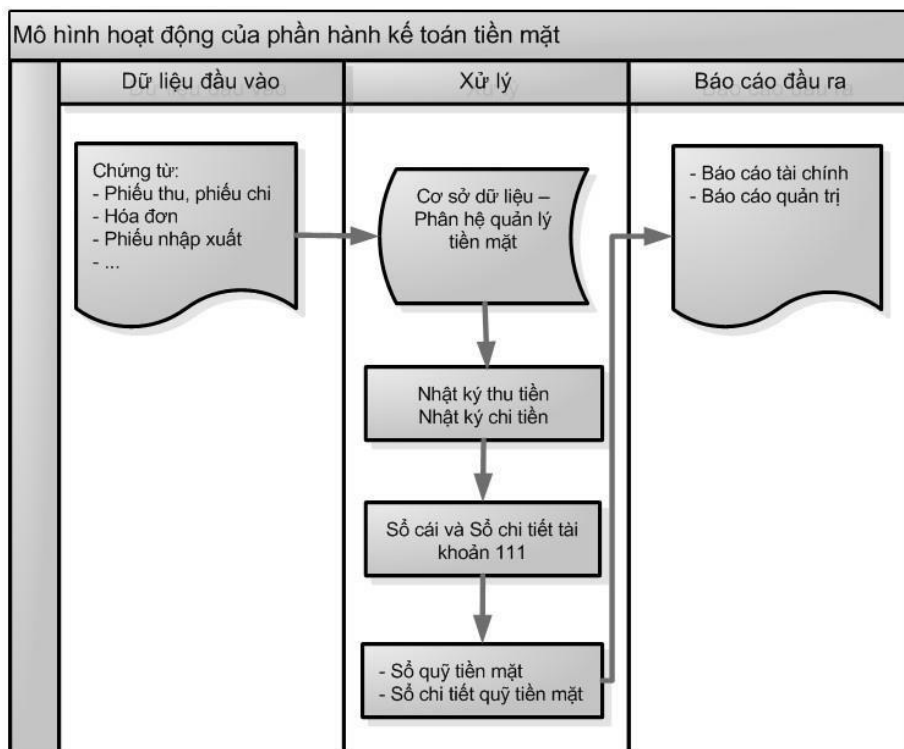 Mô hình hoạt động của phần hành kế toán tiền mặt
Dữ liệu đầu vào
Xử lý
Báo cáo đầu ra
Chứng từ:
- Phiếu thu, phiếu chi
- Hóa đơn
- Phiếu nhập xuất
- ...
Cơ sở dữ liệu –
Phân hệ quản lý
tiền mặt
- Báo cáo tài chính
- Báo cáo quản trị
Nhật ký thu tiền
Nhật ký chi tiền
Sổ cái và Sổ chi tiết tài
khoản 111
- Sổ quỹ tiền mặt
- Sổ chi tiết quỹ tiền mặt